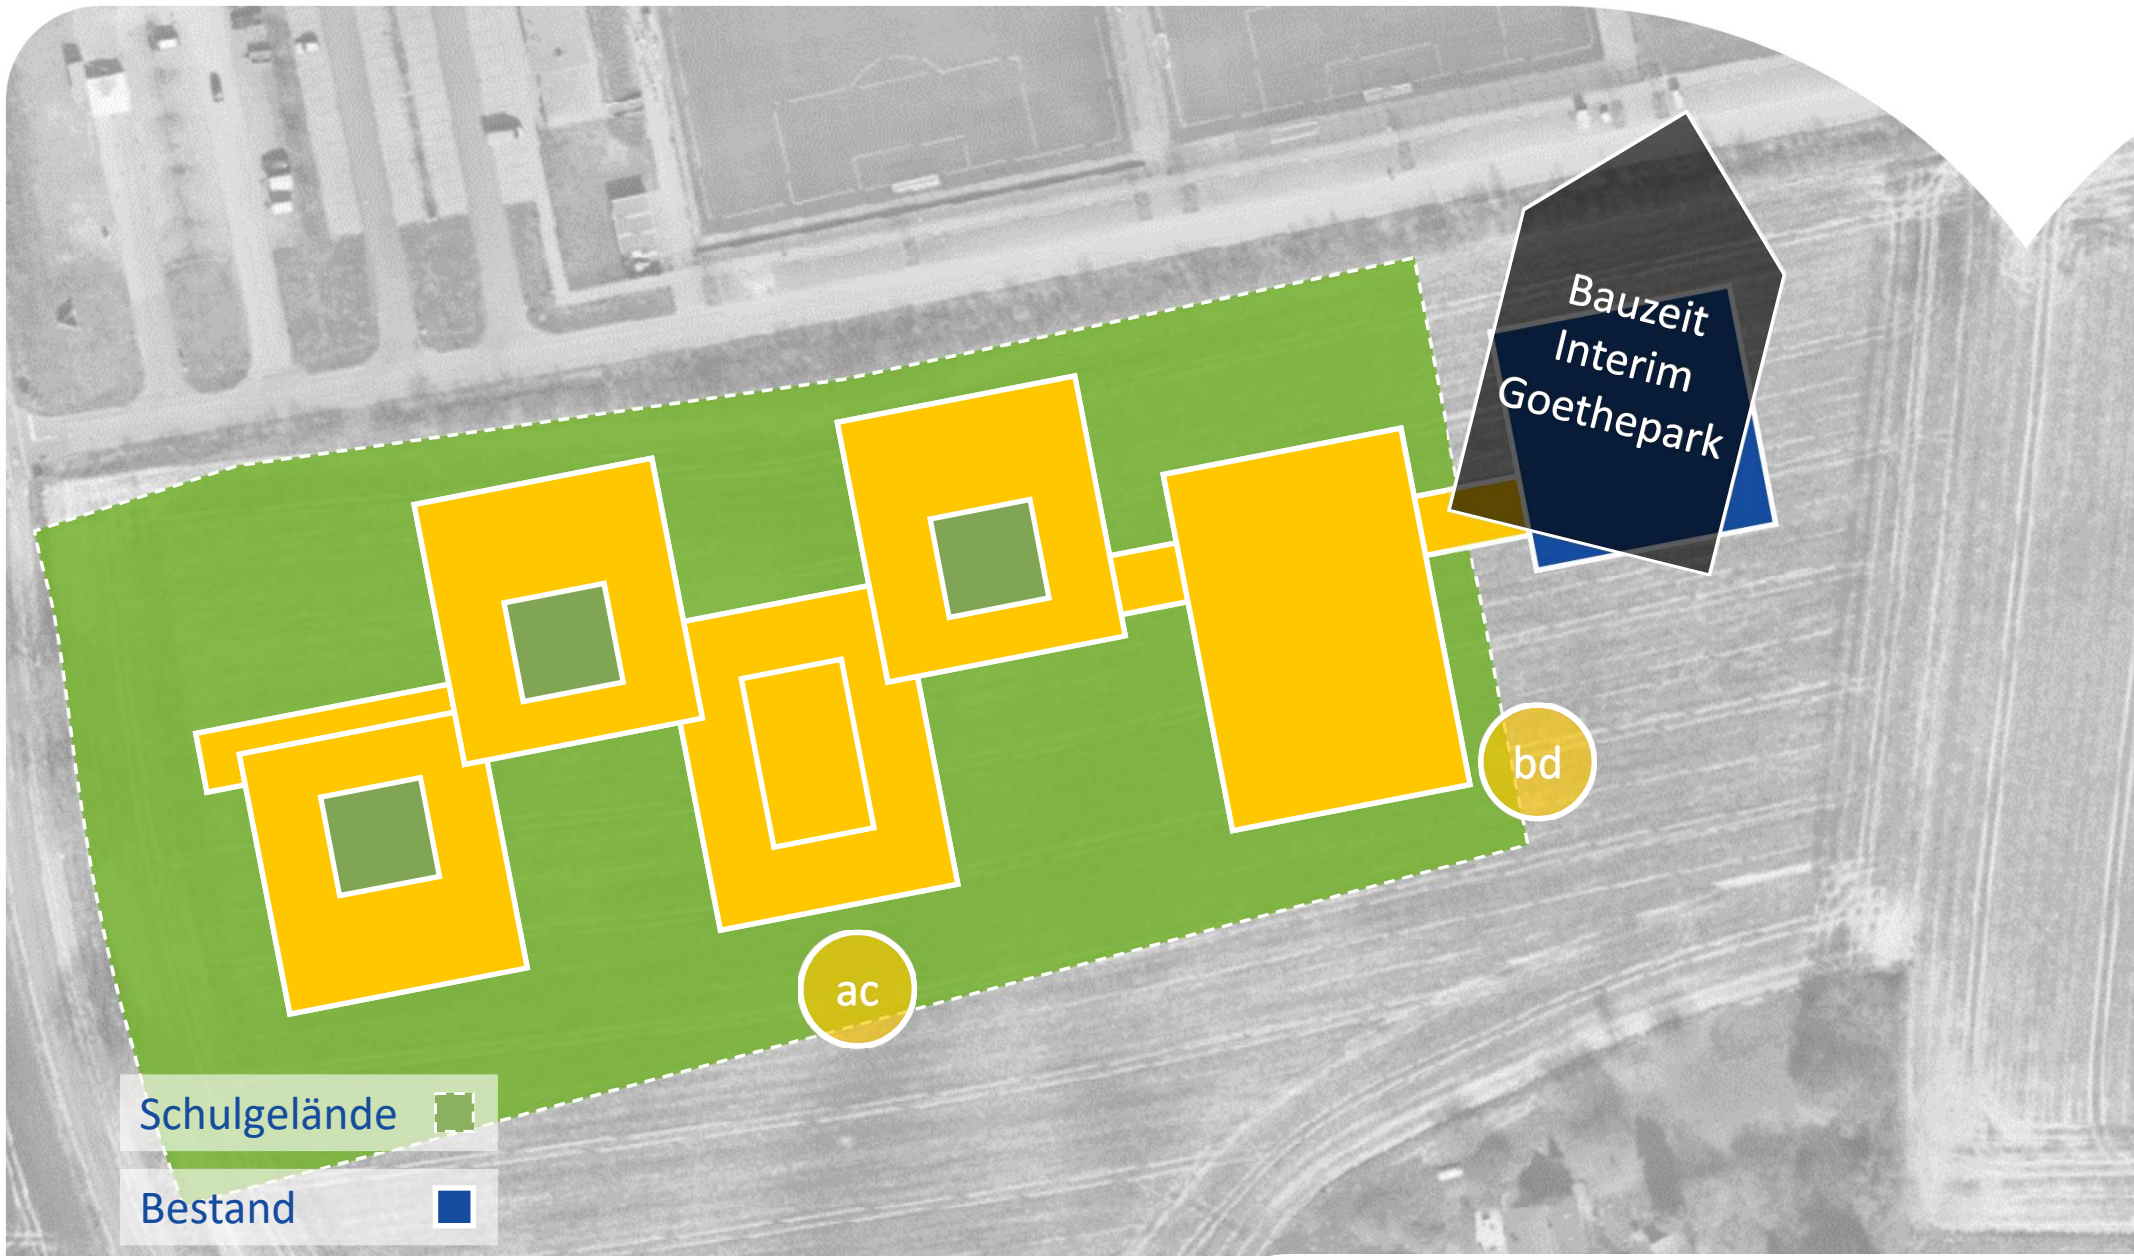 Bauzeit
Interim
Goethepark
bd
ac
Schulgelände
Bestand